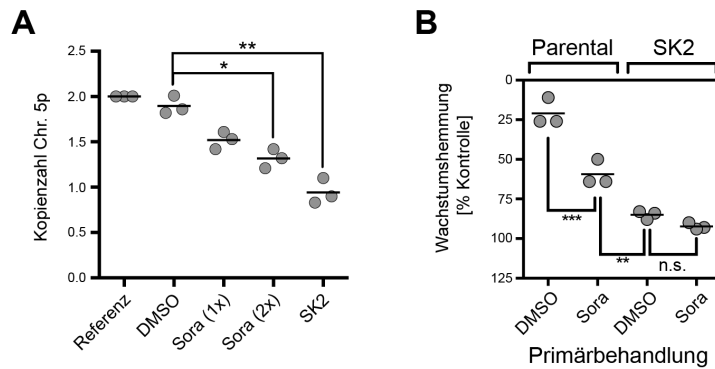 A
Kopienzahl Chr. 5p
2.5
2.0
1.5
1.0
0.5
0.0
**
*
Referenz
DMSO
Sora (1x)
Sora (2x)
SK2
B
Parental
SK2
Wachstumshemmung
[% Kontrolle]
0
25
50
75
100
125
***
**
n.s.
DMSO
Sora
DMSO
Sora
Primärbehandlung